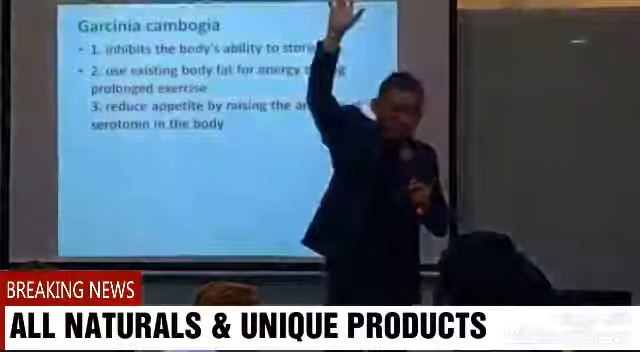 Garcinia cambogia
• 1. inhibits the body's ability to store
• 2. use existing body fat for energy
prolonged exercise
3. reduce appetite by raising the
serotonin in the body
BREAKING NEWS
ALL NATURALS & UNIQUE PRODUCTS